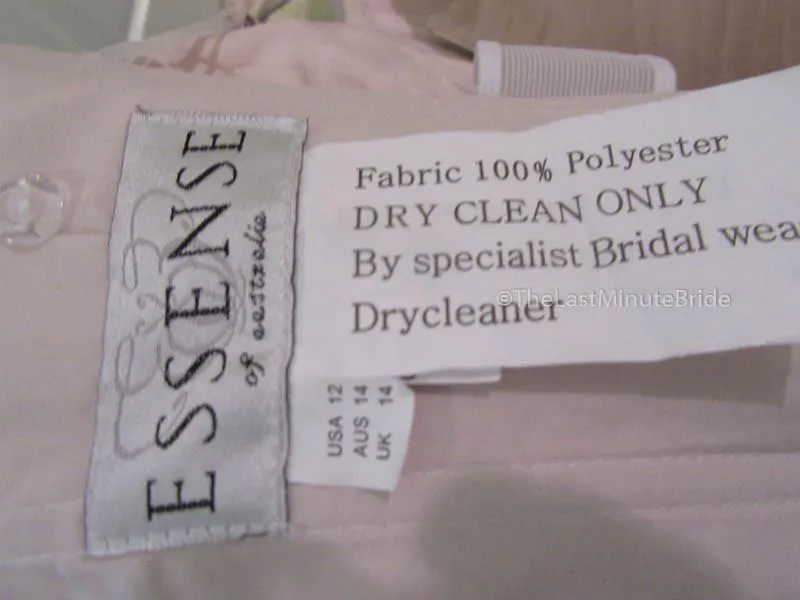 ESSENSE
of australia
Fabric 100% Polyester
DRY CLEAN ONLY
By specialist Bridal wea
Drycleaner
©TheLastMinuteBride
USA 12
AUS 14
UK 14